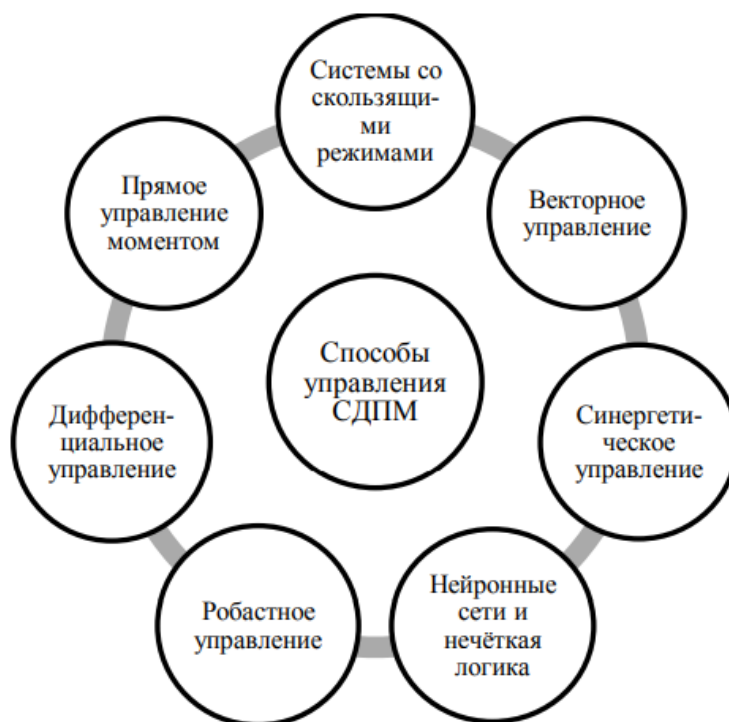 Системы со
скользящи-
ми
режимами
Векторное
управление
Синергети-
ческое
управление
Нейронные
сети и
нечёткая
логика
Робастное
управление
Дифферен-
циальное
управление
Прямое
управление
моментом
Способы
управления
СДПМ